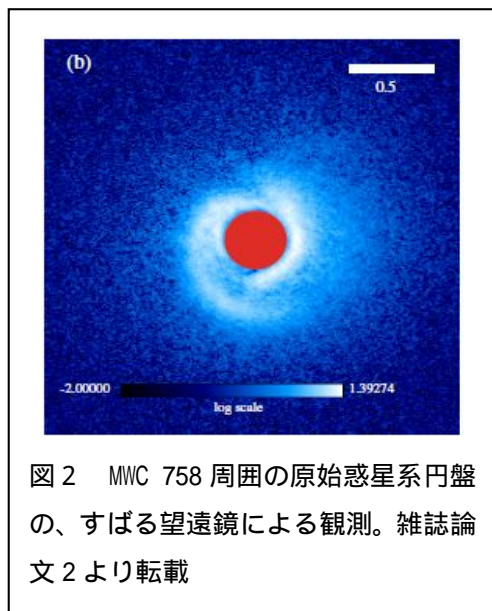 (b)
0.5
-2.00000
1.39274
log scale
図2 MWC 758 周囲の原始惑星系円盤
の、すばる望遠鏡による観測。雑誌論
文2より転載